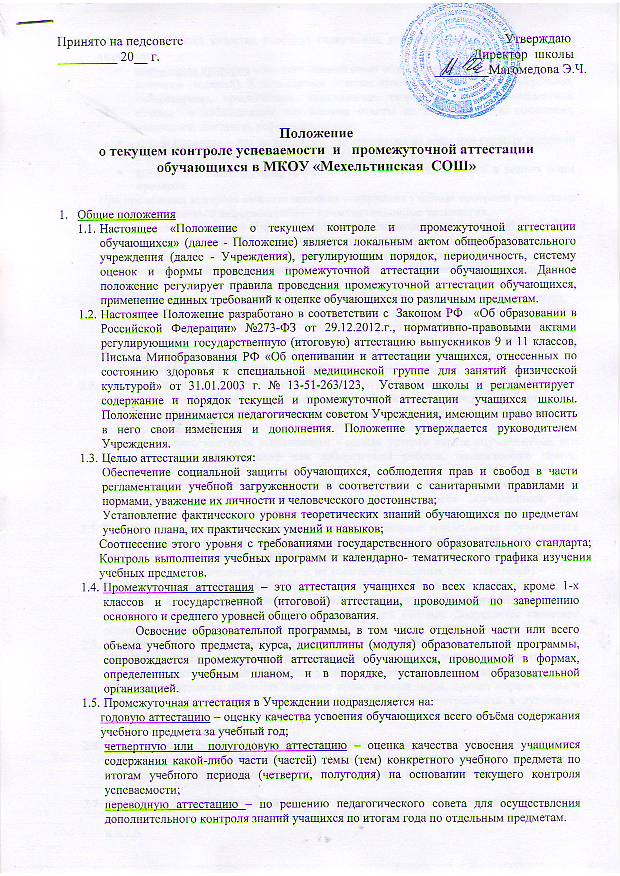 Принято на педсовете Утверждаю
__________ 20__ г. Директор школы
_________ Магомедова Э.Ч.
Положение
о текущем контроле успеваемости и промежуточной аттестации
обучающихся в МКОУ «Мехельтинская СОШ»
1. Общие положения
1.1. Настоящее «Положение о текущем контроле и промежуточной аттестации
обучающихся» (далее - Положение) является локальным актом общеобразовательного
учреждения (далее - Учреждения), регулирующим порядок, периодичность, систему
оценок и формы проведения промежуточной аттестации обучающихся. Данное
положение регулирует правила проведения промежуточной аттестации обучающихся,
применение единых требований к оценке обучающихся по различным предметам.
1.2. Настоящее Положение разработано в соответствии с Законом РФ «Об образовании в
Российской Федерации» №273-ФЗ от 29.12.2012.г., нормативно-правовыми актами
регулирующими государственную (итоговую) аттестацию выпускников 9 и 11 классов,
Письма Минобразования РФ «Об оценивании и аттестации учащихся, отнесенных по
состоянию здоровья к специальной медицинской группе для занятий физической
культурой» от 31.01.2003 г. № 13-51-263/123, Уставом школы и регламентирует
содержание и порядок текущей и промежуточной аттестации учащихся школы.
Положение принимается педагогическим советом Учреждения, имеющим право вносить
в него свои изменения и дополнения. Положение утверждается руководителем
Учреждения.
1.3. Целью аттестации являются:
Обеспечение социальной защиты обучающихся, соблюдения прав и свобод в части
регламентации учебной загруженности в соответствии с санитарными правилами и
нормами, уважение их личности и человеческого достоинства;
Установление фактического уровня теоретических знаний обучающихся по предметам
учебного плана, их практических умений и навыков;
Соотнесение этого уровня с требованиями государственного образовательного стандарта;
Контроль выполнения учебных программ и календарно- тематического графика изучения
учебных предметов.
1.4. Промежуточная аттестация – это аттестация учащихся во всех классах, кроме 1-х
классов и государственной (итоговой) аттестации, проводимой по завершению
основного и среднего уровней общего образования.
Освоение образовательной программы, в том числе отдельной части или всего
объема учебного предмета, курса, дисциплины (модуля) образовательной программы,
сопровождается промежуточной аттестацией обучающихся, проводимой в формах,
определенных учебным планом, и в порядке, установленном образовательной
организацией.
1.5. Промежуточная аттестация в Учреждении подразделяется на:
годовую аттестацию – оценку качества усвоения обучающихся всего объёма содержания
учебного предмета за учебный год;
четвертную или полугодовую аттестацию – оценка качества усвоения учащимися
содержания какой-либо части (частей) темы (тем) конкретного учебного предмета по
итогам учебного периода (четверти, полугодия) на основании текущего контроля
успеваемости;
переводную аттестацию – по решению педагогического совета для осуществления
дополнительного контроля знаний учащихся по итогам года по отдельным предметам.